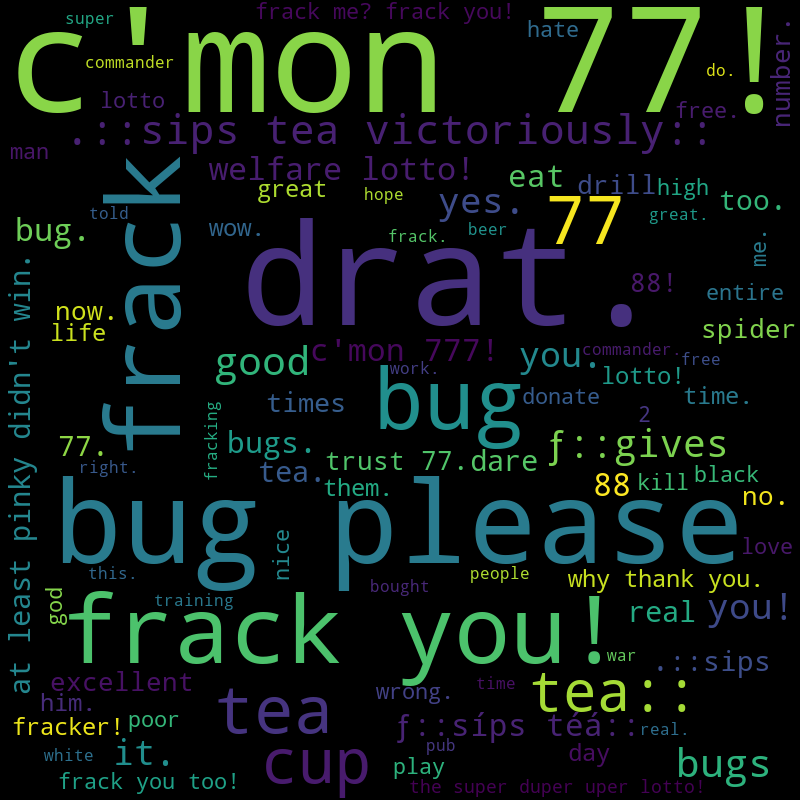 frack me? frack you!
super
hate
c'mon 77!
commander
do.
number.
lotto
free.
.::sips tea victoriously::
man
welfare lotto!
frack
great
hope
eat
drill
high
too.
yes.
77
great.
told
bug.
wow.
frack.
beer
me.
drat.
88!
entire
at least pinky didn't win.
now.
life
spider
c'mon 777!
good
work.
you.
commander.
free
lotto!
bug
times
donate
time.
fracking
2
77.
bugs.
ƒ::gives
right.
tea.
trust 77.
dare
them.
88
kill
black
no.
bug please
nice
love
this.
people
why thank you.
bought
god
training
frack you!
real
you!
war
.::sips
excellent
time
tea::
him.
tea
wrong.
fracker!
poor
ƒ::síps téá::
real.
white
it.
pub
cup
play
day
bugs
frack you too!
the super duper uper lotto!